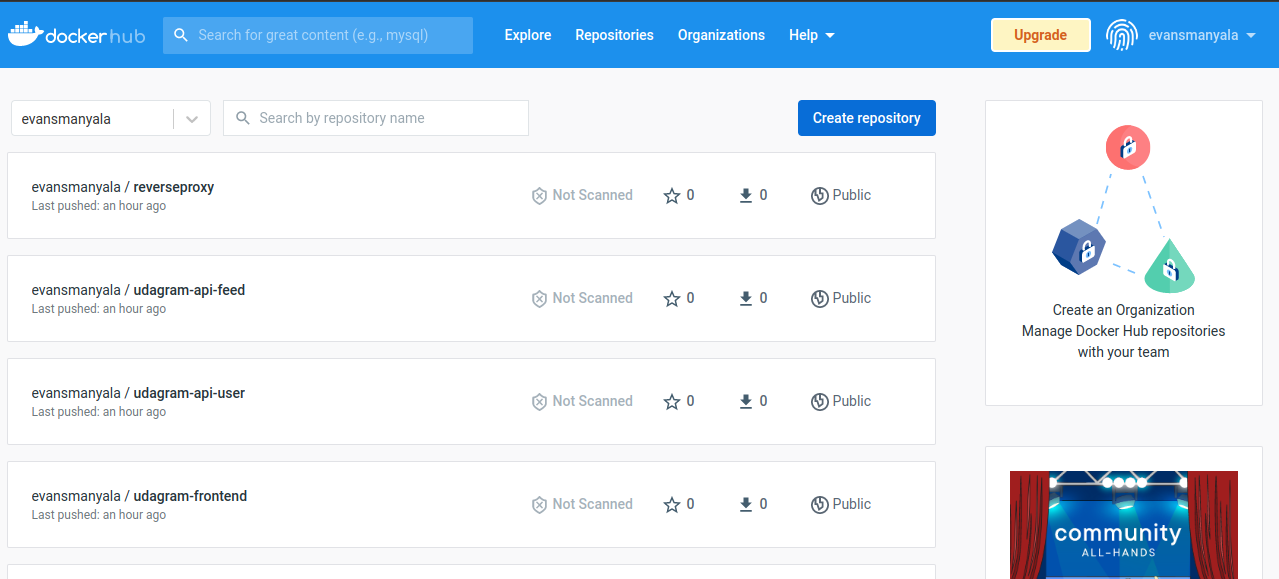 dockerhub
Search for great content (e.g., mysql)
Explore
Repositories
Organizations
Help
Upgrade
evansmanyala
evansmanyala
Search by repository name
Create repository
evansmanyala / reverseproxy
Last pushed: an hour ago
Not Scanned
0
0
Public
evansmanyala / udagram-api-feed
Last pushed: an hour ago
Not Scanned
0
0
Public
evansmanyala / udagram-api-user
Last pushed: an hour ago
Not Scanned
0
0
Public
evansmanyala / udagram-frontend
Last pushed: an hour ago
Not Scanned
0
0
Public
Create an Organization
Manage Docker Hub repositories
with your team
community
ALL-HANDS